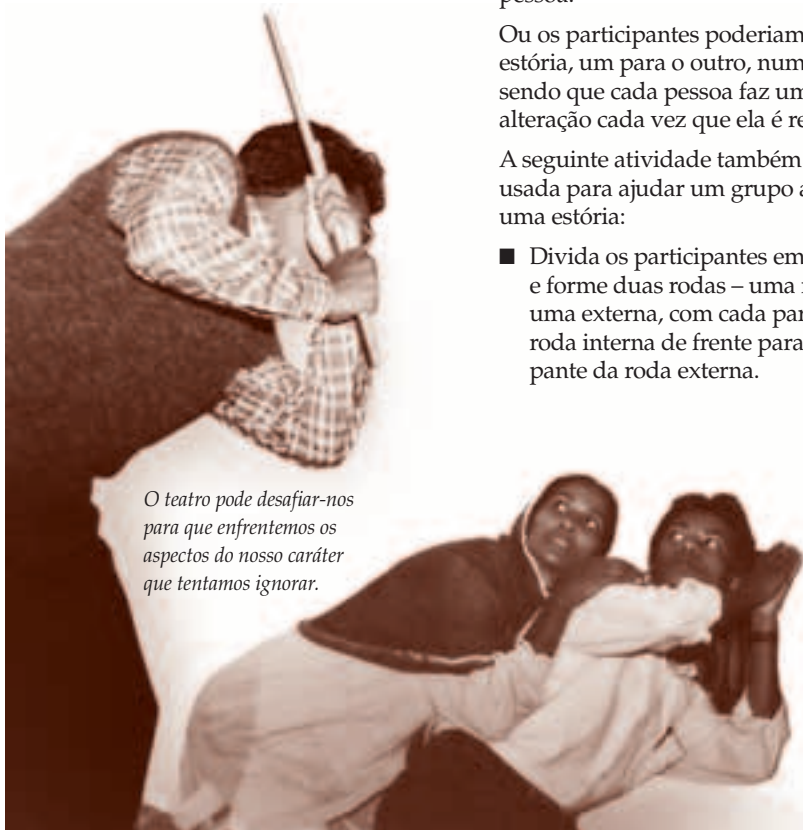 pessoa.
Ou os participantes poderiam
estória, um para o outro, num
sendo que cada pessoa faz um
alteração cada vez que ela é re
A seguinte atividade também
usada para ajudar um grupo a
uma estória:
■ Divida os participantes em
e forme duas rodas – uma
uma externa, com cada par
roda interna de frente para
pante da roda externa.
O teatro pode desafiar-nos
para que enfrentemos os
aspectos do nosso caráter
que tentamos ignorar.